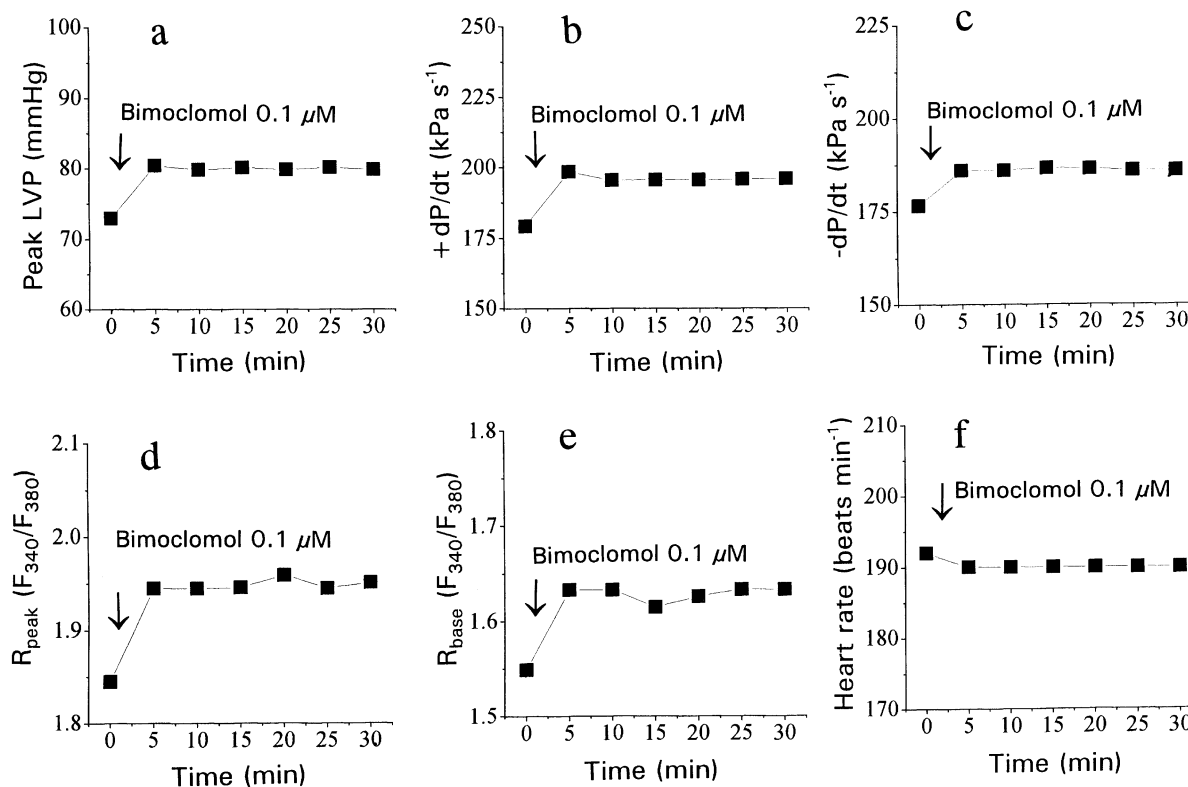 a
Peak LVP (mmHg)
100
90
80
70
60
Bimoclomol 0.1 µM
0 5 10 15 20 25 30
Time (min)
b
+dP/dt (kPa s-1)
250
225
200
175
150
Bimoclomol 0.1 µM
0 5 10 15 20 25 30
Time (min)
c
-dP/dt (kPa s-1)
225
200
175
150
Bimoclomol 0.1 µM
0 5 10 15 20 25 30
Time (min)
d
Rpeak (F340/F380)
2.1
2.0
1.9
1.8
Bimoclomol 0.1 µM
0 5 10 15 20 25 30
Time (min)
e
Rbase (F340/F380)
1.8
1.7
1.6
1.5
Bimoclomol 0.1 µM
0 5 10 15 20 25 30
Time (min)
f
Heart rate (beats min-1)
210
200
190
180
170
Bimoclomol 0.1 µM
0 5 10 15 20 25 30
Time (min)